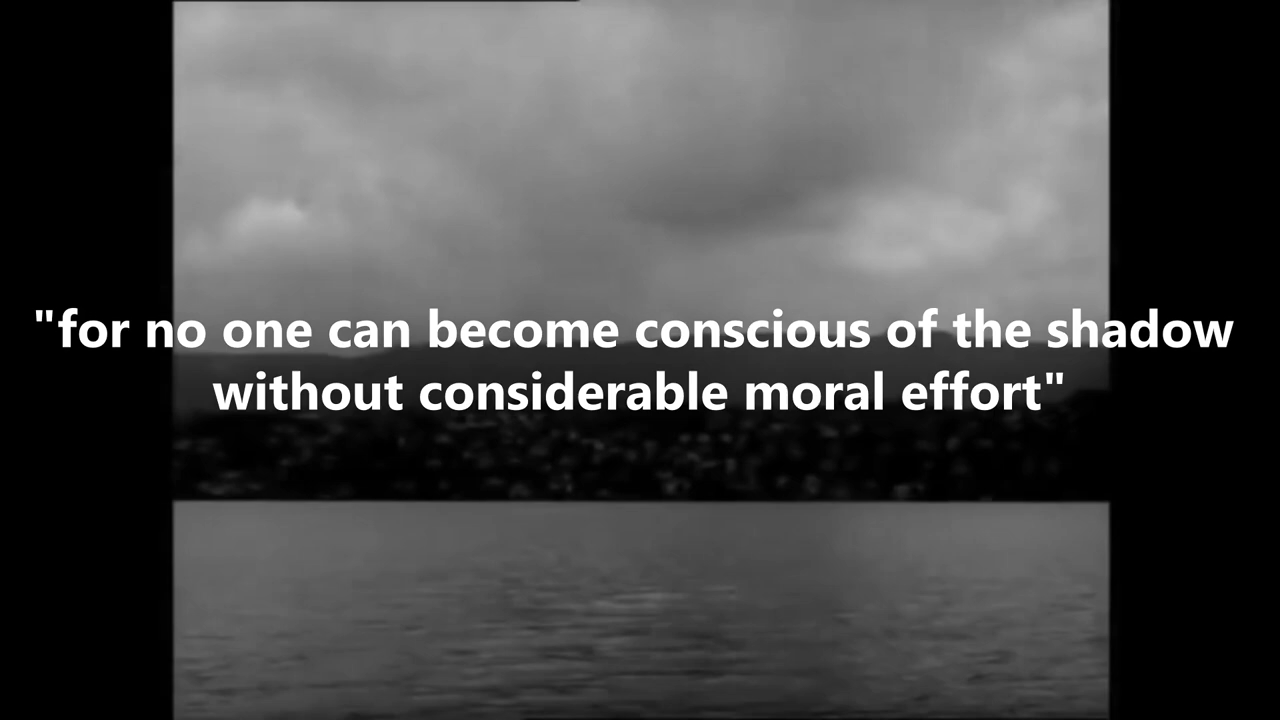 "for no one can become conscious of the shadow
without considerable moral effort"